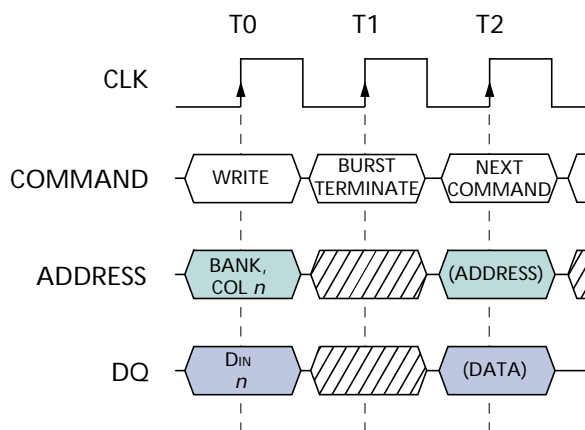 T0 T1 T2
CLK
COMMAND WRITE BURST TERMINATE NEXT COMMAND
ADDRESS BANK, COL n (ADDRESS)
DQ DIN n (DATA)